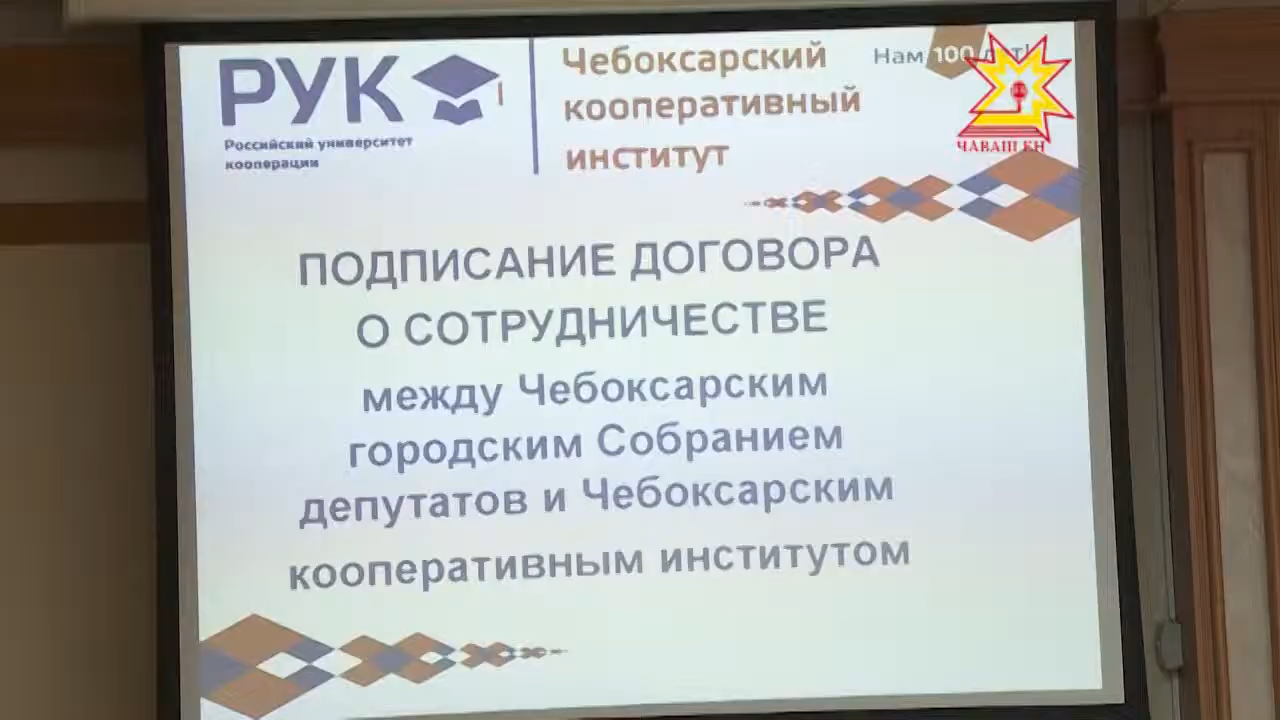 РУК
Российский университет
кооперации
Чебоксарский
кооперативный
институт
Нам 100 лет!
ЧӐВАШ ЕН
ПОДПИСАНИЕ ДОГОВОРА
О СОТРУДНИЧЕСТВЕ
между Чебоксарским
городским Собранием
депутатов и Чебоксарским
кооперативным институтом